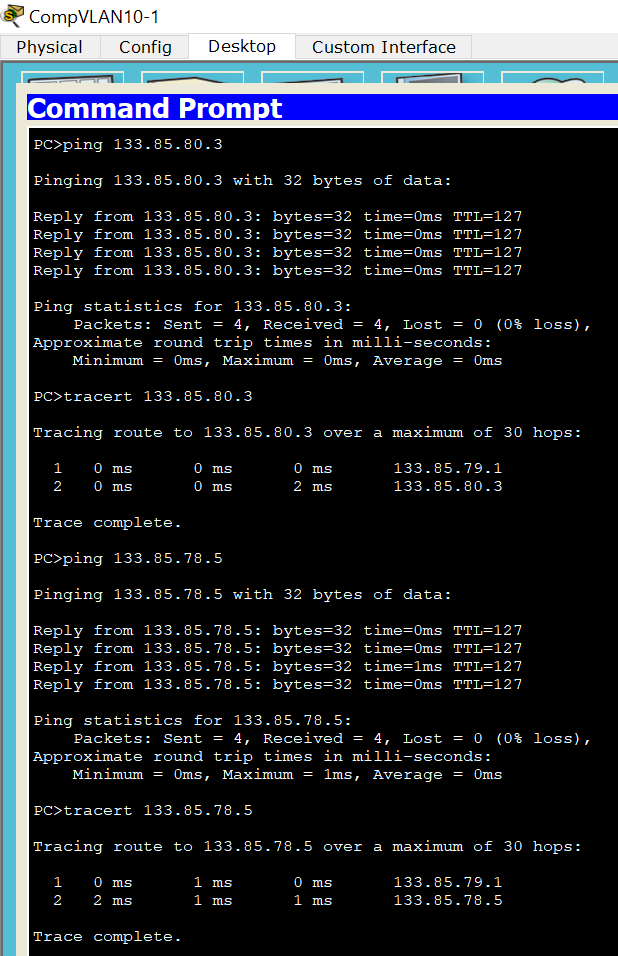 CompVLAN10-1
Physical Config Desktop Custom Interface
Command Prompt
PC>ping 133.85.80.3
Pinging 133.85.80.3 with 32 bytes of data:
Reply from 133.85.80.3: bytes=32 time=0ms TTL=127
Reply from 133.85.80.3: bytes=32 time=0ms TTL=127
Reply from 133.85.80.3: bytes=32 time=0ms TTL=127
Reply from 133.85.80.3: bytes=32 time=0ms TTL=127
Ping statistics for 133.85.80.3:
    Packets: Sent = 4, Received = 4, Lost = 0 (0% loss),
Approximate round trip times in milli-seconds:
    Minimum = 0ms, Maximum = 0ms, Average = 0ms
PC>tracert 133.85.80.3
Tracing route to 133.85.80.3 over a maximum of 30 hops:
  1   0 ms      0 ms      0 ms      133.85.79.1
  2   0 ms      0 ms      2 ms      133.85.80.3
Trace complete.
PC>ping 133.85.78.5
Pinging 133.85.78.5 with 32 bytes of data:
Reply from 133.85.78.5: bytes=32 time=0ms TTL=127
Reply from 133.85.78.5: bytes=32 time=0ms TTL=127
Reply from 133.85.78.5: bytes=32 time=1ms TTL=127
Reply from 133.85.78.5: bytes=32 time=0ms TTL=127
Ping statistics for 133.85.78.5:
    Packets: Sent = 4, Received = 4, Lost = 0 (0% loss),
Approximate round trip times in milli-seconds:
    Minimum = 0ms, Maximum = 1ms, Average = 0ms
PC>tracert 133.85.78.5
Tracing route to 133.85.78.5 over a maximum of 30 hops:
  1   0 ms      1 ms      0 ms      133.85.79.1
  2   2 ms      1 ms      1 ms      133.85.78.5
Trace complete.